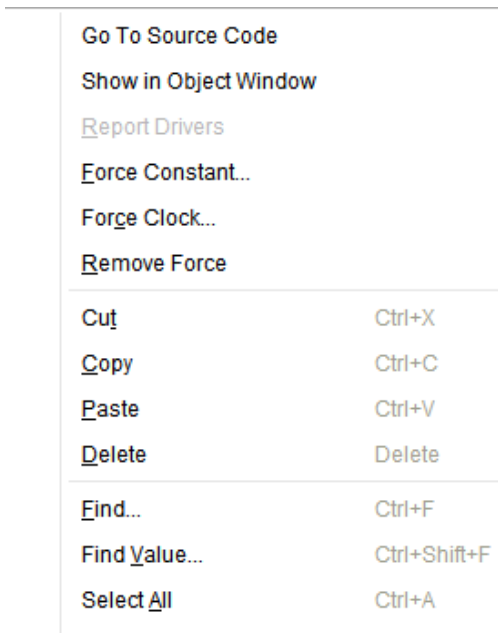 Go To Source Code
Show in Object Window
Report Drivers
Force Constant...
Force Clock...
Remove Force
Cut Ctrl+X
Copy Ctrl+C
Paste Ctrl+V
Delete Delete
Find... Ctrl+F
Find Value... Ctrl+Shift+F
Select All Ctrl+A